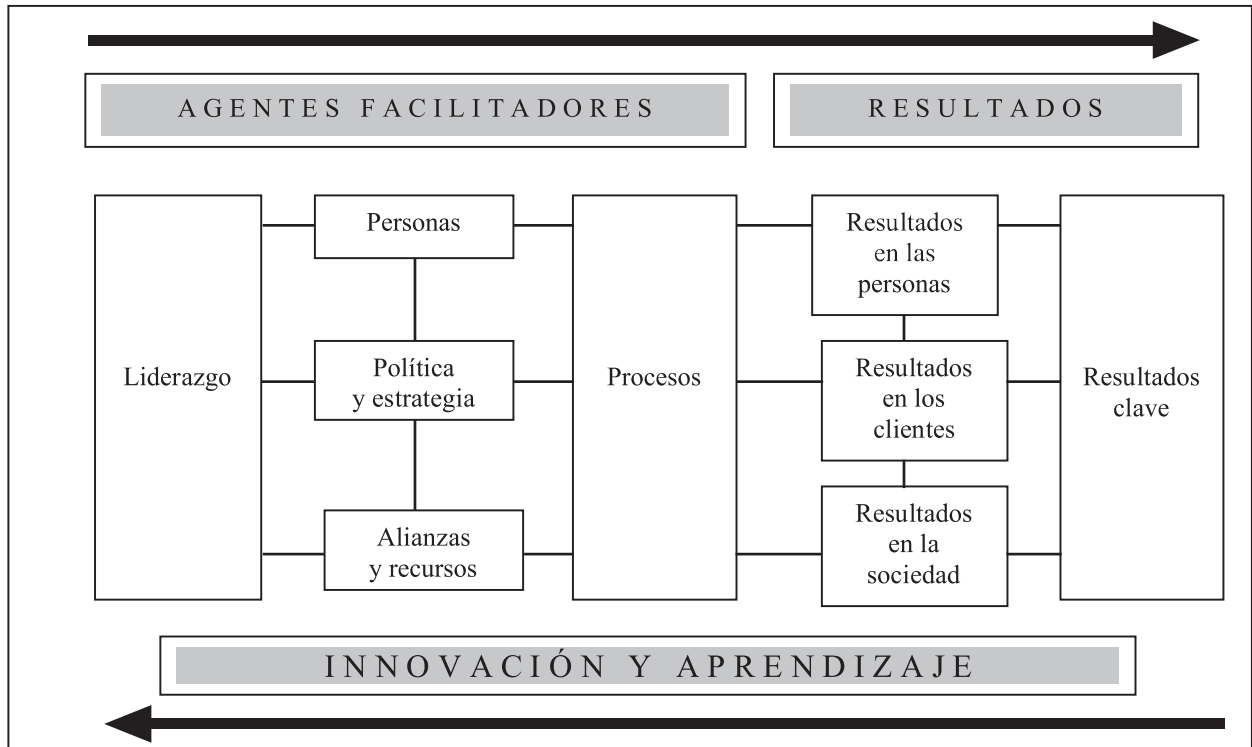 AGENTES FACILITADORES
RESULTADOS
Liderazgo
Personas
Política
y estrategia
Alianzas
y recursos
Procesos
Resultados
en las
personas
Resultados
en los
clientes
Resultados
en la
sociedad
Resultados
clave
INNOVACIÓN Y APRENDIZAJE